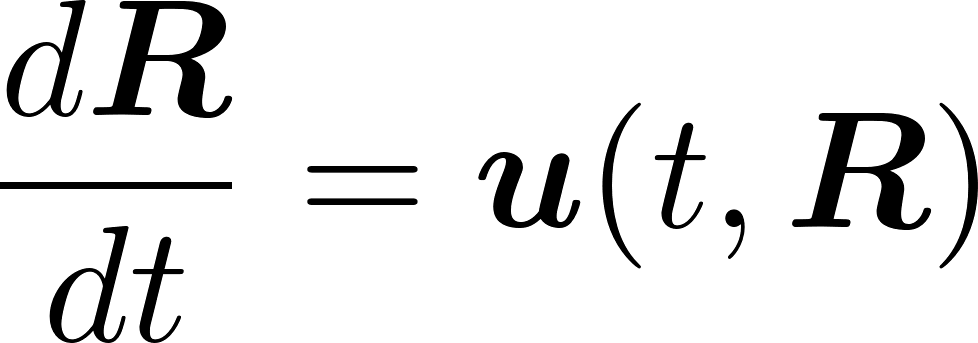 d𝑹/dt = 𝒖(t, 𝑹)